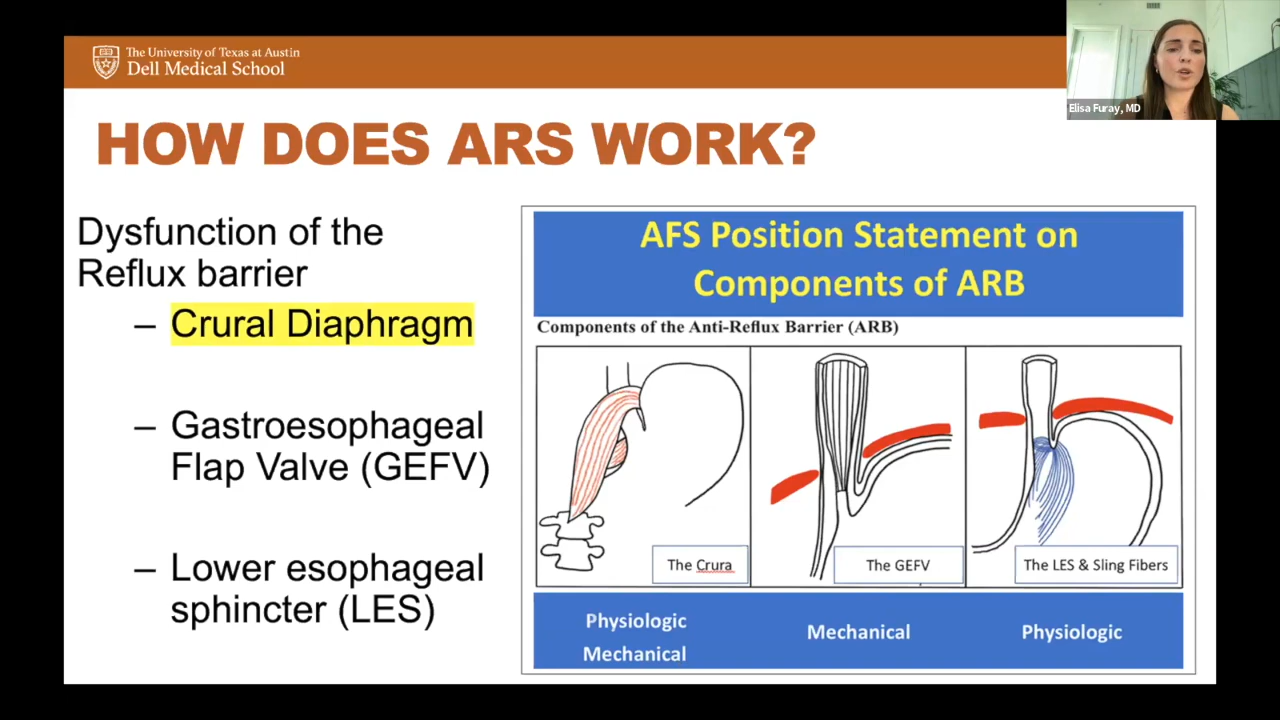 The University of Texas at Austin
Dell Medical School
Elisa Furay, MD
HOW DOES ARS WORK?
Dysfunction of the
Reflux barrier
– Crural Diaphragm
– Gastroesophageal
Flap Valve (GEFV)
– Lower esophageal
sphincter (LES)
AFS Position Statement on
Components of ARB
Components of the Anti-Reflux Barrier (ARB)
The Crura
The GEFV
The LES & Sling Fibers
Physiologic
Mechanical
Mechanical
Physiologic